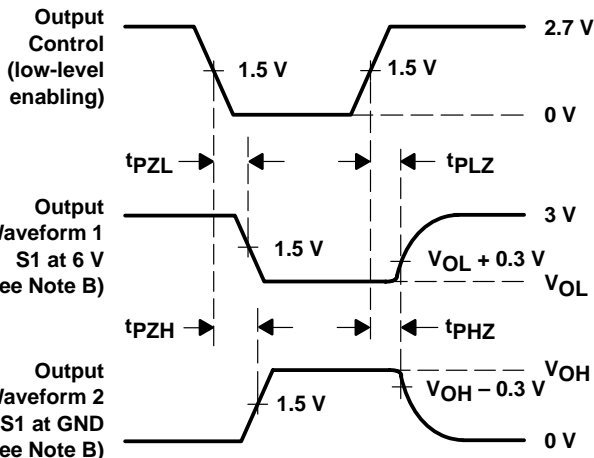 Output
Control
(low-level
enabling)
2.7 V
1.5 V
1.5 V
0 V
tPZL
tPLZ
Output
Waveform 1
S1 at 6 V
(see Note B)
3 V
1.5 V
VOL + 0.3 V
VOL
tPZH
tPHZ
Output
Waveform 2
S1 at GND
(see Note B)
VOH
VOH – 0.3 V
1.5 V
0 V